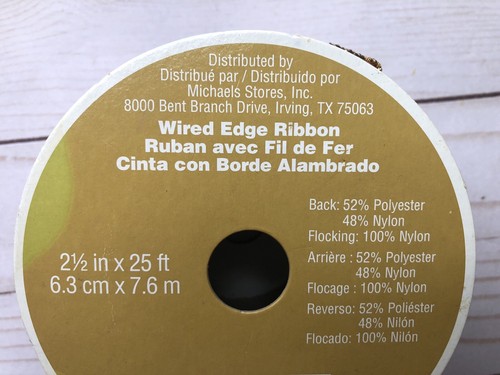 Distributed by
Distribué par / Distribuido por
Michaels Stores, Inc.
8000 Bent Branch Drive, Irving, TX 75063
Wired Edge Ribbon
Ruban avec Fil de Fer
Cinta con Borde Alambrado
2½ in x 25 ft
6.3 cm x 7.6 m
Back: 52% Polyester
48% Nylon
Flocking: 100% Nylon
Arrière : 52% Polyester
48% Nylon
Flocage : 100% Nylon
Reverso: 52% Poliéster
48% Nilón
Flocado: 100% Nilón